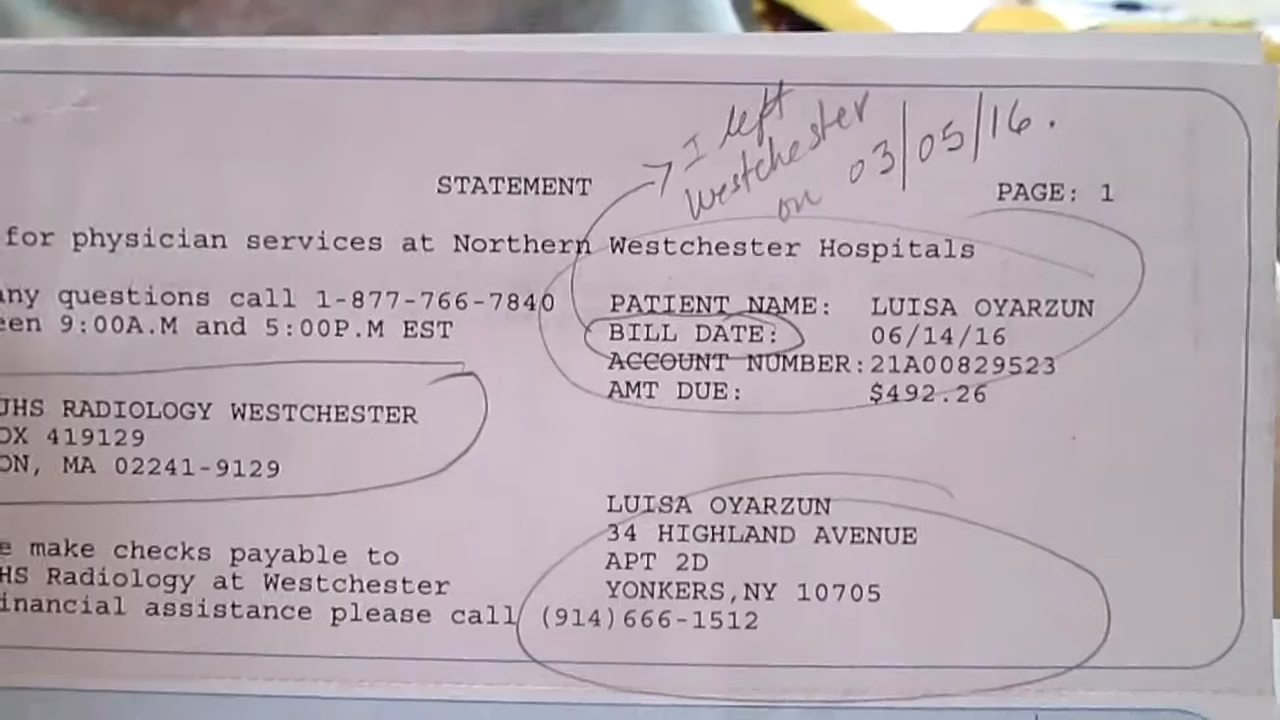 I left
Westchester
on 03/05/16.
STATEMENT
PAGE: 1
for physician services at Northern Westchester Hospitals
any questions call 1-877-766-7840
een 9:00A.M and 5:00P.M EST
PATIENT NAME: LUISA OYARZUN
BILL DATE: 06/14/16
ACCOUNT NUMBER:21A00829523
AMT DUE: $492.26
JHS RADIOLOGY WESTCHESTER
OX 419129
ON, MA 02241-9129
LUISA OYARZUN
34 HIGHLAND AVENUE
APT 2D
YONKERS,NY 10705
e make checks payable to
HS Radiology at Westchester
inancial assistance please call (914)666-1512